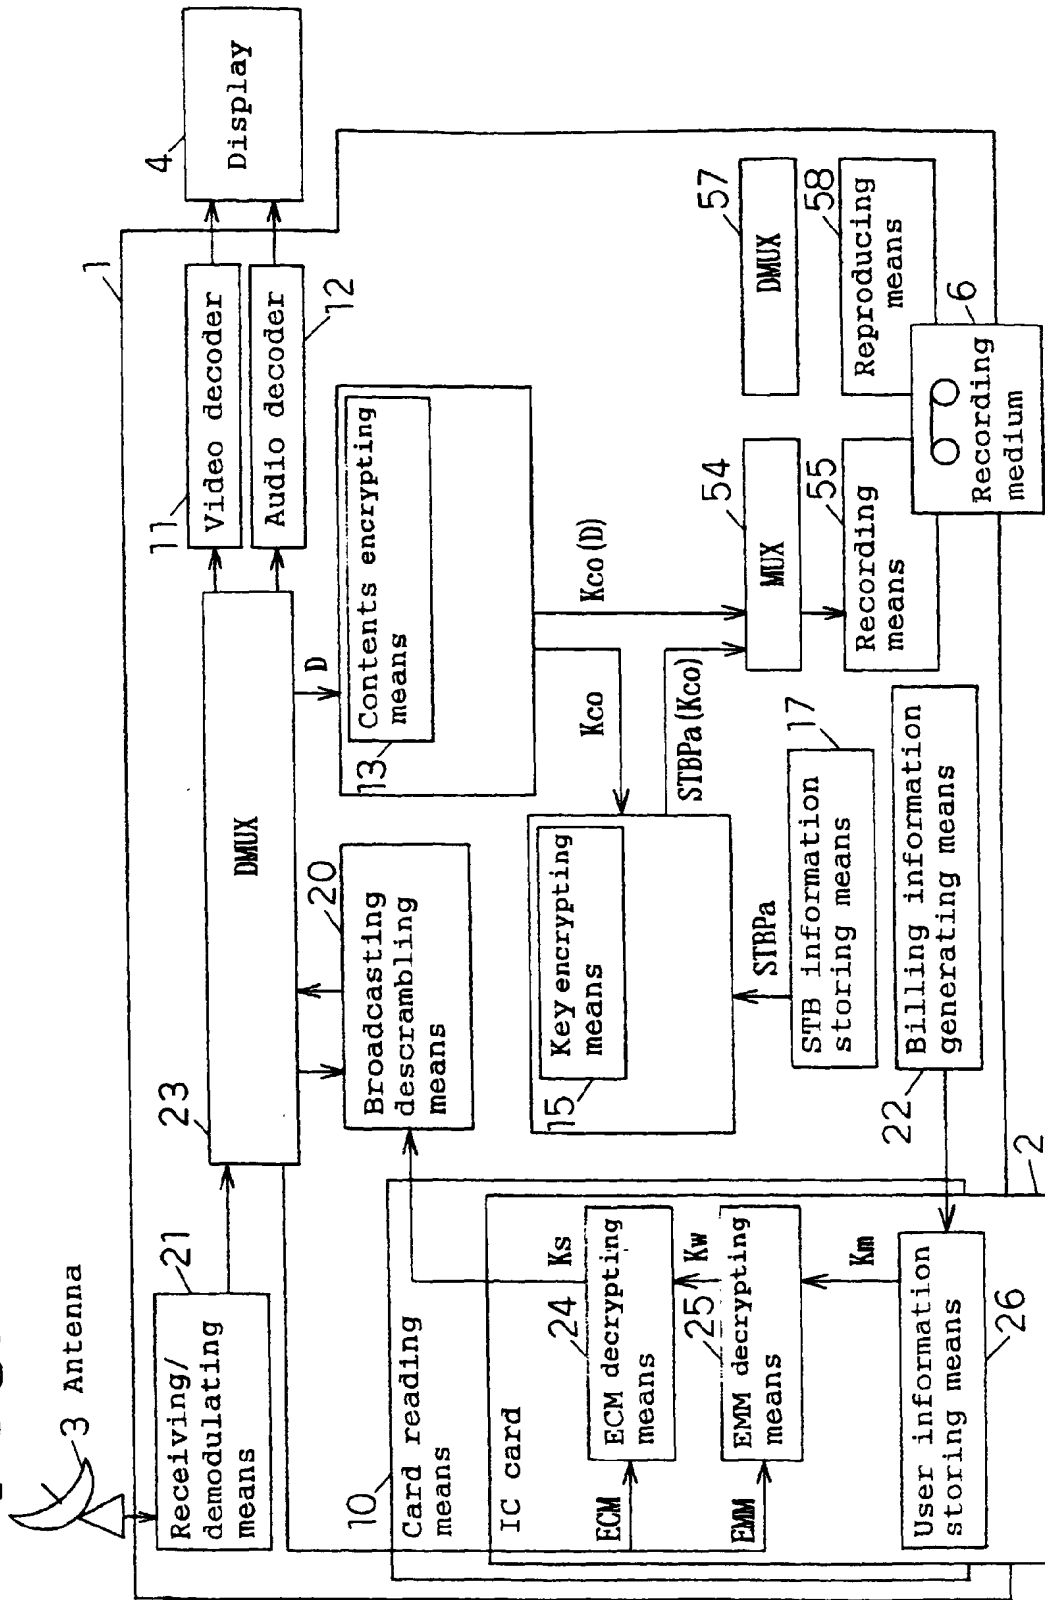 3 Antenna
21
Receiving/
demodulating
means
23
DMUX
11
Video decoder
Audio decoder
12
4
Display
1
20
Broadcasting
descrambling
means
D
13
Contents encrypting
means
10
Card reading
means
IC card
ECM
EMM
Ks
24
ECM decrypting
means
Kw
25
EMM decrypting
means
Km
User information
storing means
26
2
15
Key encrypting
means
Kco
Kco(D)
STBPa(Kco)
STBPa
STB information
storing means
17
22
Billing information
generating means
54
MUX
55
Recording
means
57
DMUX
58
Reproducing
means
6
Recording
medium